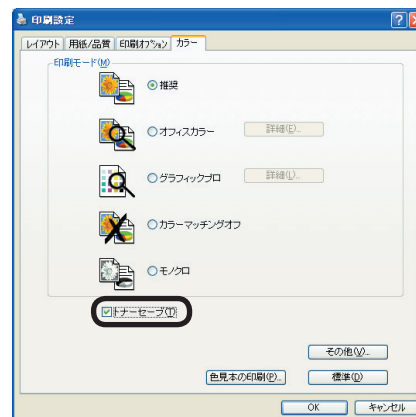 印刷設定
レイアウト 用紙/品質 印刷オプション カラー
印刷モード(M)
推奨
オフィスカラー 詳細(E)...
グラフィックプロ 詳細(L)...
カラーマッチングオフ
モノクロ
トナーセーブ(T)
その他(V)...
色見本の印刷(P)... 標準(D)
OK キャンセル